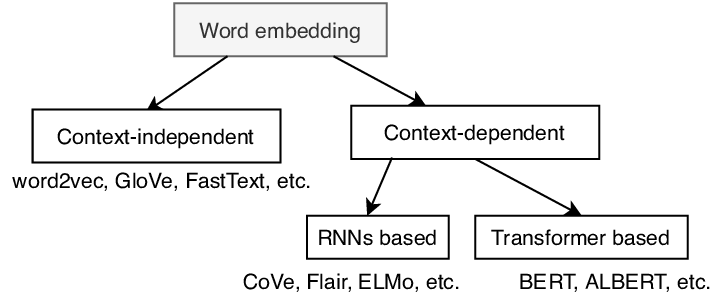 Word embedding
Context-independent
Context-dependent
word2vec, GloVe, FastText, etc.
RNNs based
Transformer based
CoVe, Flair, ELMo, etc.
BERT, ALBERT, etc.